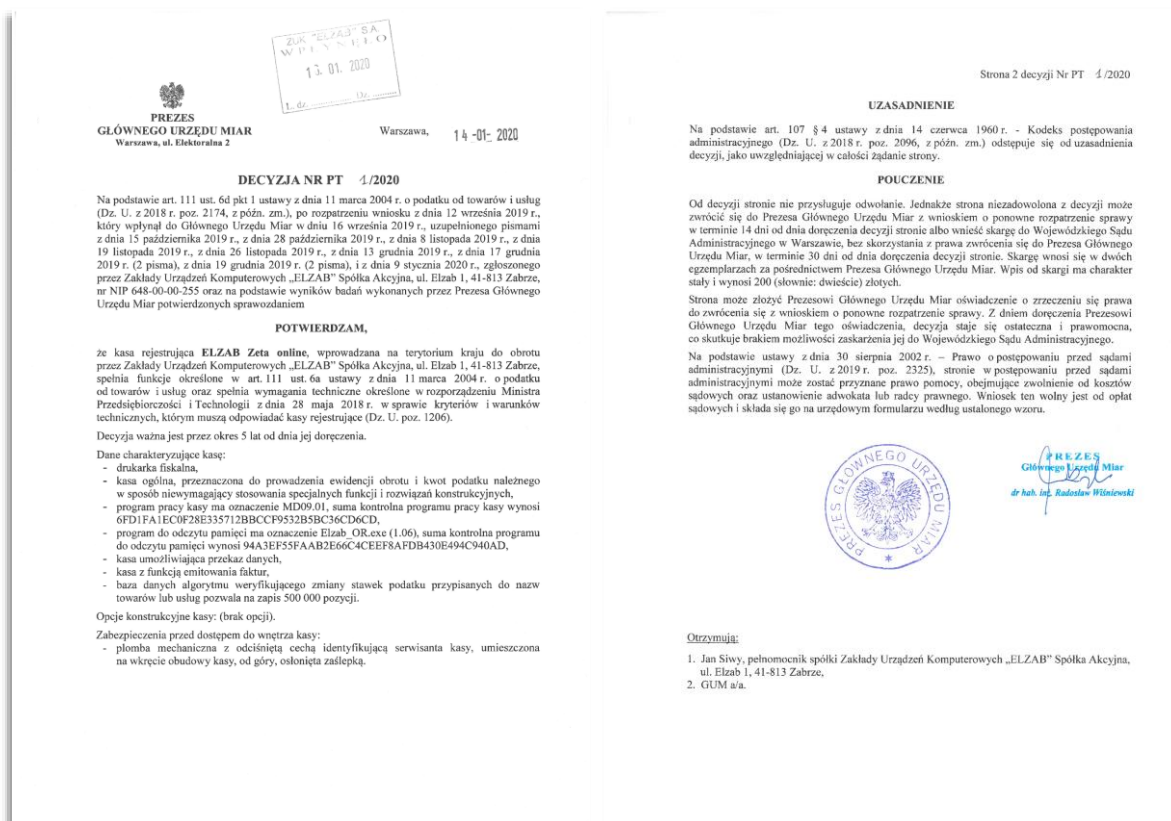 ZUK "ELZAB" SA
WPŁYNĘŁO
01. 2020
L. dz.
PREZES
GŁÓWNEGO URZĘDU MIAR
Warszawa, ul. Elektoralna 2
Warszawa, 14 -01- 2020
DECYZJA NR PT 1/2020
Na podstawie art. 111 ust. 6d pkt 1 ustawy z dnia 11 marca 2004 r. o podatku od towarów i usług
(Dz. U. z 2018 r. poz. 2174, z późn. zm.), po rozpatrzeniu wniosku z dnia 12 września 2019 r.,
który wpłynął do Głównego Urzędu Miar w dniu 16 września 2019 r., uzupełnionego pismami
z dnia 15 października 2019 r., z dnia 28 października 2019 r., z dnia 8 listopada 2019 r., z dnia
19 listopada 2019 r., z dnia 26 listopada 2019 r., z dnia 13 grudnia 2019 r., z dnia 17 grudnia
2019 r. (2 pisma), z dnia 19 grudnia 2019 r. (2 pisma), i z dnia 9 stycznia 2020 r., zgłoszonego
przez Zakłady Urządzeń Komputerowych „ELZAB” Spółka Akcyjna, ul. Elzab 1, 41-813 Zabrze,
nr NIP 648-00-00-255 oraz na podstawie wyników badań wykonanych przez Prezesa Głównego
Urzędu Miar potwierdzonych sprawozdaniem
POTWIERDZAM,
że kasa rejestrująca ELZAB Zeta online, wprowadzana na terytorium kraju do obrotu
przez Zakłady Urządzeń Komputerowych „ELZAB” Spółka Akcyjna, ul. Elzab 1, 41-813 Zabrze,
spełnia funkcje określone w art. 111 ust. 6a ustawy z dnia 11 marca 2004 r. o podatku
od towarów i usług oraz spełnia wymagania techniczne określone w rozporządzeniu Ministra
Przedsiębiorczości i Technologii z dnia 28 maja 2018 r. w sprawie kryteriów i warunków
technicznych, którym muszą odpowiadać kasy rejestrujące (Dz. U. poz. 1206).
Decyzja ważna jest przez okres 5 lat od dnia jej doręczenia.
Dane charakteryzujące kasę:
- drukarka fiskalna,
- kasa ogólna, przeznaczona do prowadzenia ewidencji obrotu i kwot podatku należnego
w sposób niewymagający stosowania specjalnych funkcji i rozwiązań konstrukcyjnych,
- program pracy kasy ma oznaczenie MD09.01, suma kontrolna programu pracy kasy wynosi
6FD1FA1EC0F28E335712BBCCF9532B5BC36CD6CD,
- program do odczytu pamięci ma oznaczenie Elzab_OR.exe (1.06), suma kontrolna programu
do odczytu pamięci wynosi 94A3EF55FAAB2E66C4CEEF8AFDB430E494C940AD,
- kasa umożliwiająca przekaz danych,
- kasa z funkcją emitowania faktur,
- baza danych algorytmu weryfikującego zmiany stawek podatku przypisanych do nazw
towarów lub usług pozwala na zapis 500 000 pozycji.
Opcje konstrukcyjne kasy: (brak opcji).
Zabezpieczenia przed dostępem do wnętrza kasy:
- plomba mechaniczna z odciśniętą cechą identyfikującą serwisanta kasy, umieszczona
na wkręcie obudowy kasy, od góry, osłonięta zaślepką.
Strona 2 decyzji Nr PT 1/2020
UZASADNIENIE
Na podstawie art. 107 § 4 ustawy z dnia 14 czerwca 1960 r. - Kodeks postępowania
administracyjnego (Dz. U. z 2018 r. poz. 2096, z późn. zm.) odstępuje się od uzasadnienia
decyzji, jako uwzględniającej w całości żądanie strony.
POUCZENIE
Od decyzji stronie nie przysługuje odwołanie. Jednakże strona niezadowolona z decyzji może
zwrócić się do Prezesa Głównego Urzędu Miar z wnioskiem o ponowne rozpatrzenie sprawy
w terminie 14 dni od dnia doręczenia decyzji stronie albo wnieść skargę do Wojewódzkiego Sądu
Administracyjnego w Warszawie, bez skorzystania z prawa zwrócenia się do Prezesa Głównego
Urzędu Miar, w terminie 30 dni od dnia doręczenia decyzji stronie. Skargę wnosi się w dwóch
egzemplarzach za pośrednictwem Prezesa Głównego Urzędu Miar. Wpis od skargi ma charakter
stały i wynosi 200 (słownie: dwieście) złotych.
Strona może złożyć Prezesowi Głównego Urzędu Miar oświadczenie o zrzeczeniu się prawa
do zwrócenia się z wnioskiem o ponowne rozpatrzenie sprawy. Z dniem doręczenia Prezesowi
Głównego Urzędu Miar tego oświadczenia, decyzja staje się ostateczna i prawomocna,
co skutkuje brakiem możliwości zaskarżenia jej do Wojewódzkiego Sądu Administracyjnego.
Na podstawie ustawy z dnia 30 sierpnia 2002 r. – Prawo o postępowaniu przed sądami
administracyjnymi (Dz. U. z 2019 r. poz. 2325), stronie w postępowaniu przed sądami
administracyjnymi może zostać przyznane prawo pomocy, obejmujące zwolnienie od kosztów
sądowych oraz ustanowienie adwokata lub radcy prawnego. Wniosek ten wolny jest od opłat
sądowych i składa się go na urzędowym formularzu według ustalonego wzoru.
PREZES GŁÓWNEGO URZĘDU MIAR
PREZES
Głównego Urzędu Miar
dr hab. inż. Radosław Wiśniewski
Otrzymują:
1. Jan Siwy, pełnomocnik spółki Zakłady Urządzeń Komputerowych „ELZAB” Spółka Akcyjna,
ul. Elzab 1, 41-813 Zabrze,
2. GUM a/a.